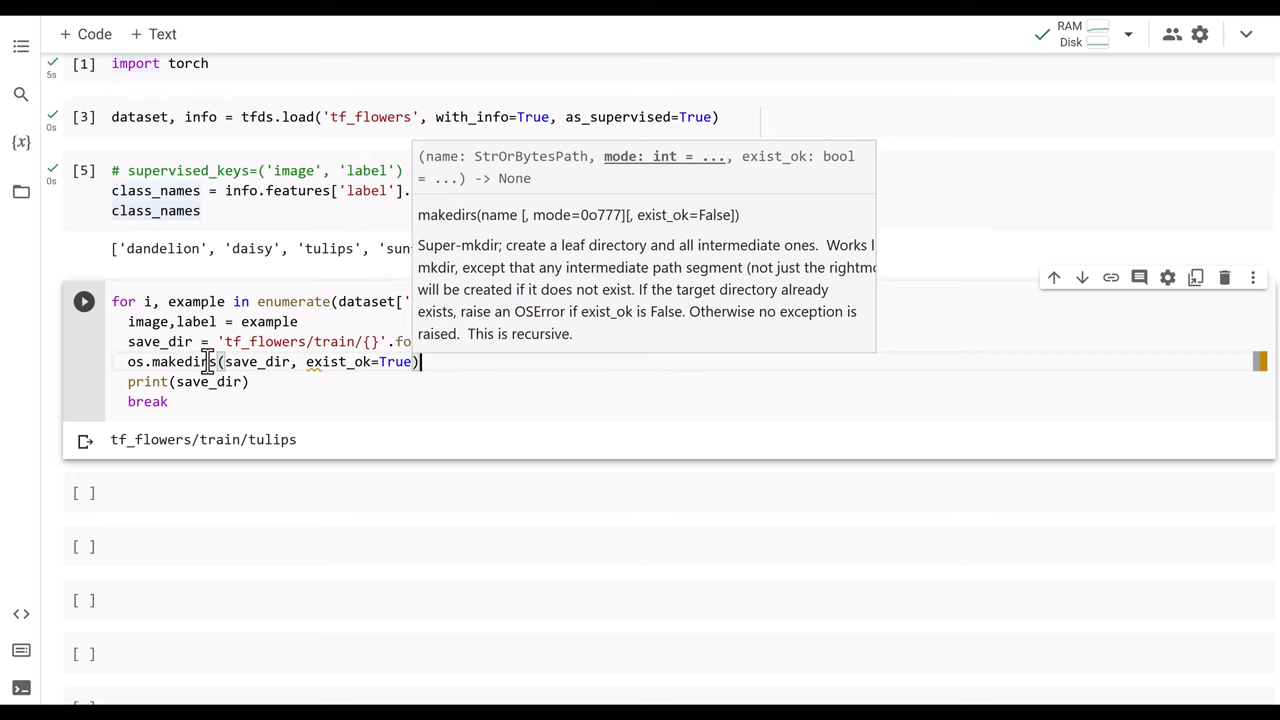 + Code + Text
RAM
Disk
[1] import torch
5s
[3] dataset, info = tfds.load('tf_flowers', with_info=True, as_supervised=True)
0s
(name: StrOrBytesPath, mode: int = ..., exist_ok: bool
[5] # supervised_keys=('image', 'label')
= ...) -> None
0s
class_names = info.features['label'].
class_names
makedirs(name [, mode=0o777][, exist_ok=False])
['dandelion', 'daisy', 'tulips', 'sun
Super-mkdir; create a leaf directory and all intermediate ones. Works l
mkdir, except that any intermediate path segment (not just the rightmo
will be created if it does not exist. If the target directory already
exists, raise an OSError if exist_ok is False. Otherwise no exception is
raised. This is recursive.
for i, example in enumerate(dataset['
image,label = example
save_dir = 'tf_flowers/train/{}'.fo
os.makedirs(save_dir, exist_ok=True)
print(save_dir)
break
tf_flowers/train/tulips
[ ]
[ ]
[ ]
[ ]